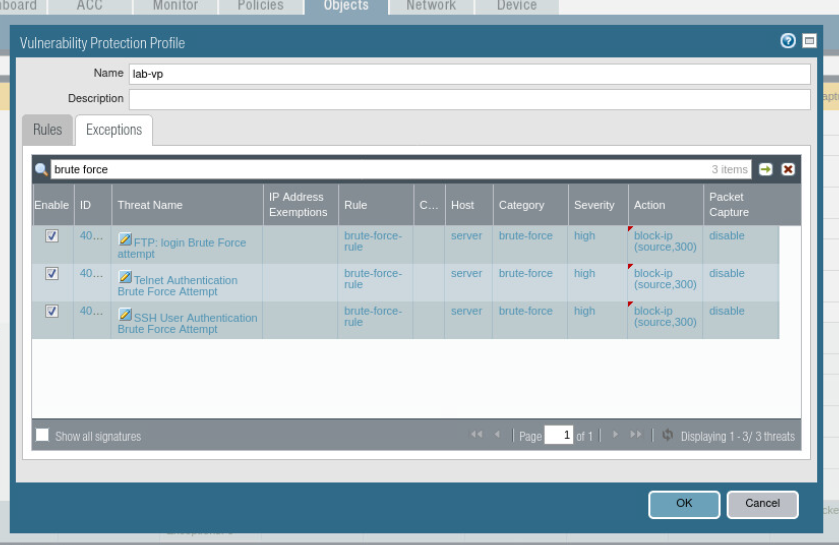 board ACC Monitor Policies Objects Network Device
Vulnerability Protection Profile
Name lab-vp
Description
Rules Exceptions
brute force 3 items
Enable ID Threat Name IP Address Exemptions Rule C... Host Category Severity Action Packet Capture
40... FTP: login Brute Force attempt brute-force-rule server brute-force high block-ip (source,300) disable
40... Telnet Authentication Brute Force Attempt brute-force-rule server brute-force high block-ip (source,300) disable
40... SSH User Authentication Brute Force Attempt brute-force-rule server brute-force high block-ip (source,300) disable
Show all signatures Page 1 of 1 Displaying 1 - 3/ 3 threats
OK Cancel